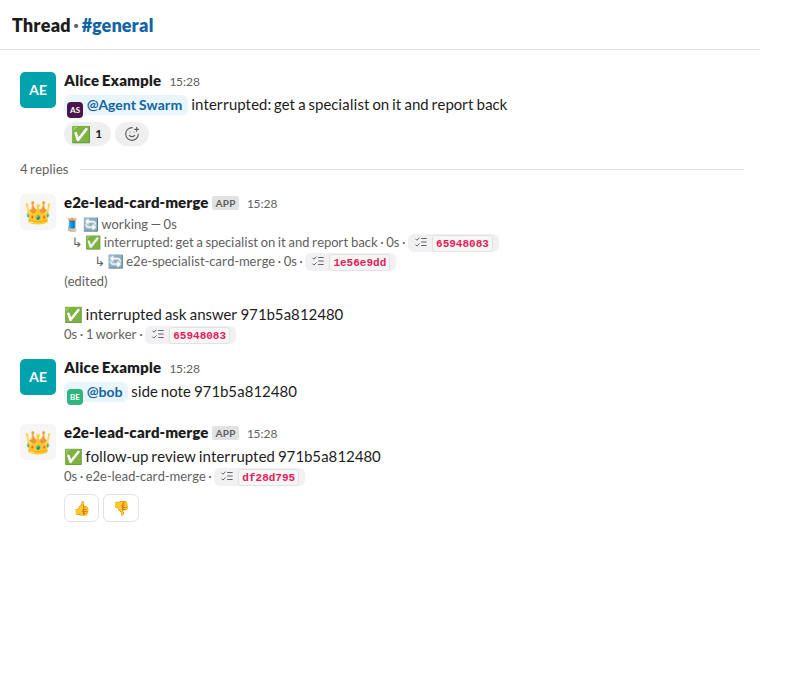 Thread • #general
AE
Alice Example 15:28
AS @Agent Swarm interrupted: get a specialist on it and report back
✅ 1
4 replies
e2e-lead-card-merge APP 15:28
🧵 🔄 working — 0s
↳ ✅ interrupted: get a specialist on it and report back · 0s · 65948083
↳ 🔄 e2e-specialist-card-merge · 0s · 1e56e9dd
(edited)
✅ interrupted ask answer 971b5a812480
0s · 1 worker · 65948083
AE
Alice Example 15:28
BE @bob side note 971b5a812480
e2e-lead-card-merge APP 15:28
✅ follow-up review interrupted 971b5a812480
0s · e2e-lead-card-merge · df28d795
👍 👎